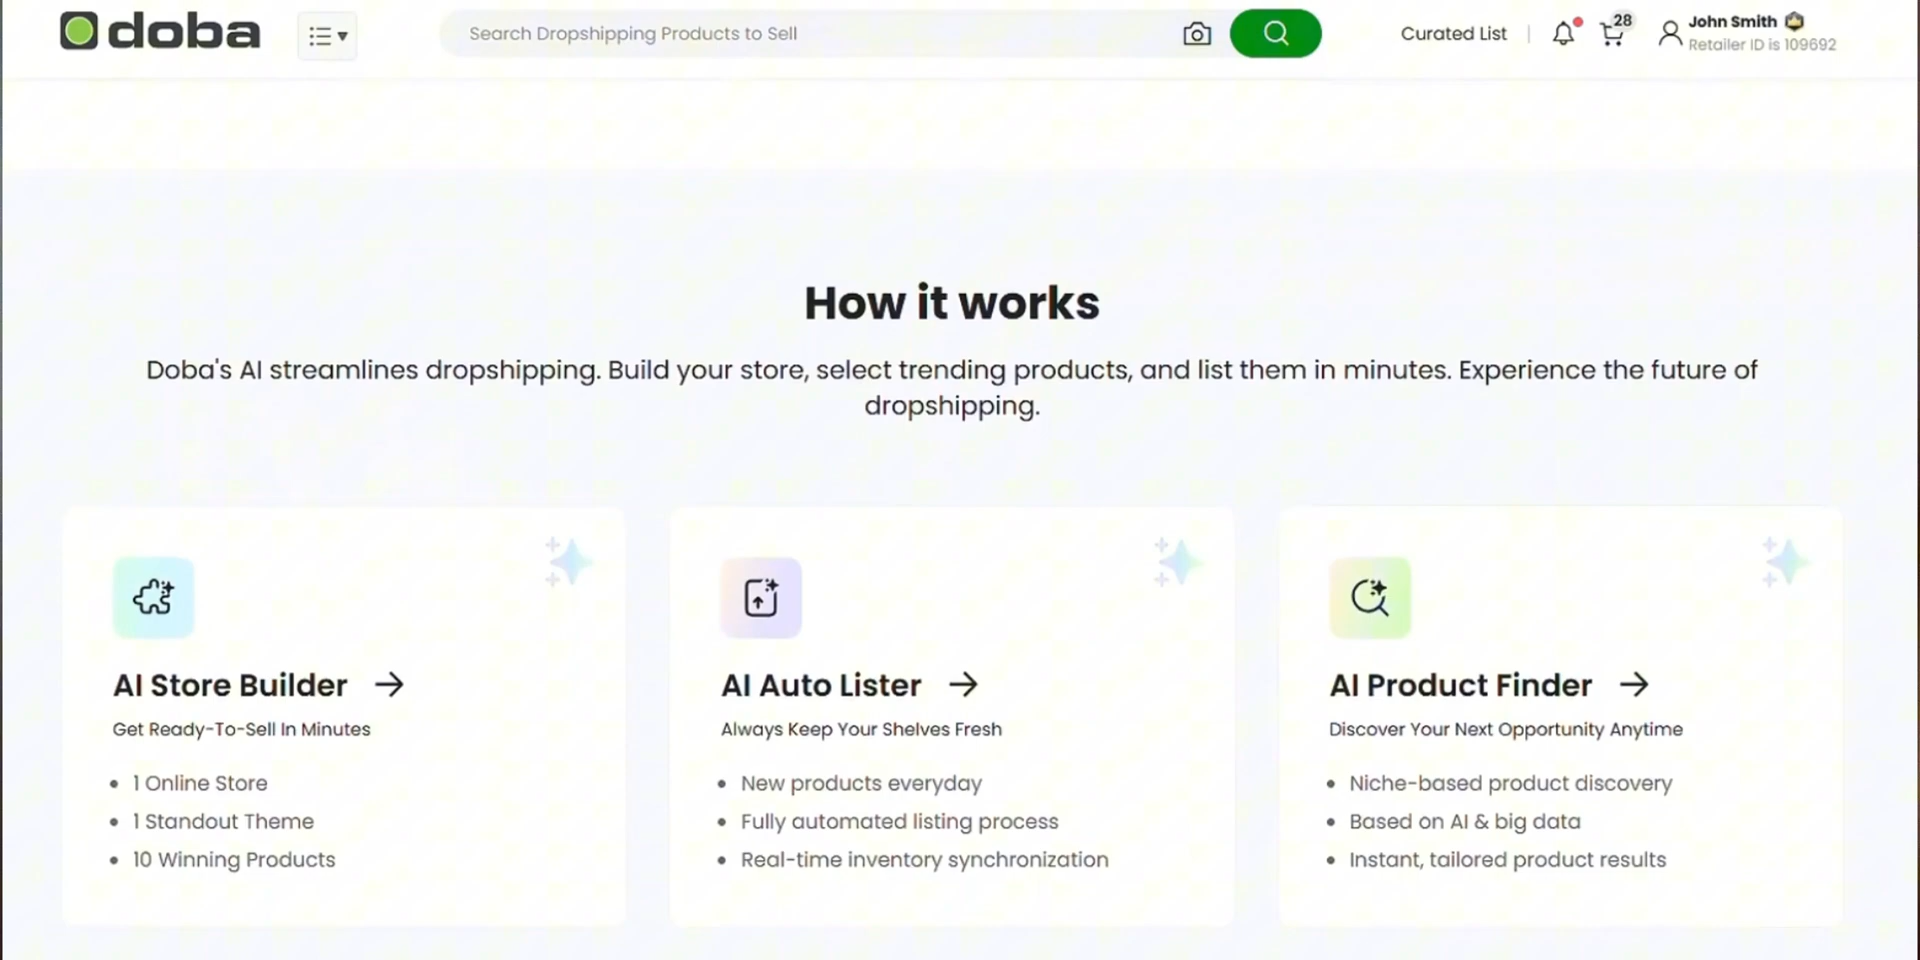 doba
Search Dropshipping Products to Sell
Curated List
28
John Smith
Retailer ID is 109692
How it works
Doba's AI streamlines dropshipping. Build your store, select trending products, and list them in minutes. Experience the future of
dropshipping.
AI Store Builder
Get Ready-To-Sell In Minutes
1 Online Store
1 Standout Theme
10 Winning Products
AI Auto Lister
Always Keep Your Shelves Fresh
New products everyday
Fully automated listing process
Real-time inventory synchronization
AI Product Finder
Discover Your Next Opportunity Anytime
Niche-based product discovery
Based on AI & big data
Instant, tailored product results